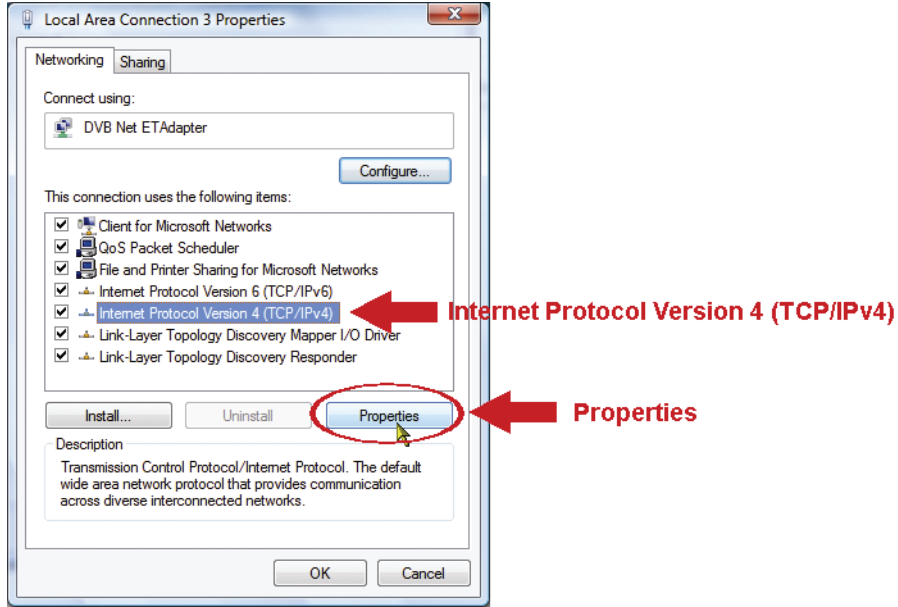 Local Area Connection 3 Properties
Networking
Sharing
Connect using:
DVB Net ETAdapter
Configure...
This connection uses the following items:
Client for Microsoft Networks
QoS Packet Scheduler
File and Printer Sharing for Microsoft Networks
Internet Protocol Version 6 (TCP/IPv6)
Internet Protocol Version 4 (TCP/IPv4)
Internet Protocol Version 4 (TCP/IPv4)
Link-Layer Topology Discovery Mapper I/O Driver
Link-Layer Topology Discovery Responder
Install...
Uninstall
Properties
Properties
Description
Transmission Control Protocol/Internet Protocol. The default
wide area network protocol that provides communication
across diverse interconnected networks.
OK
Cancel